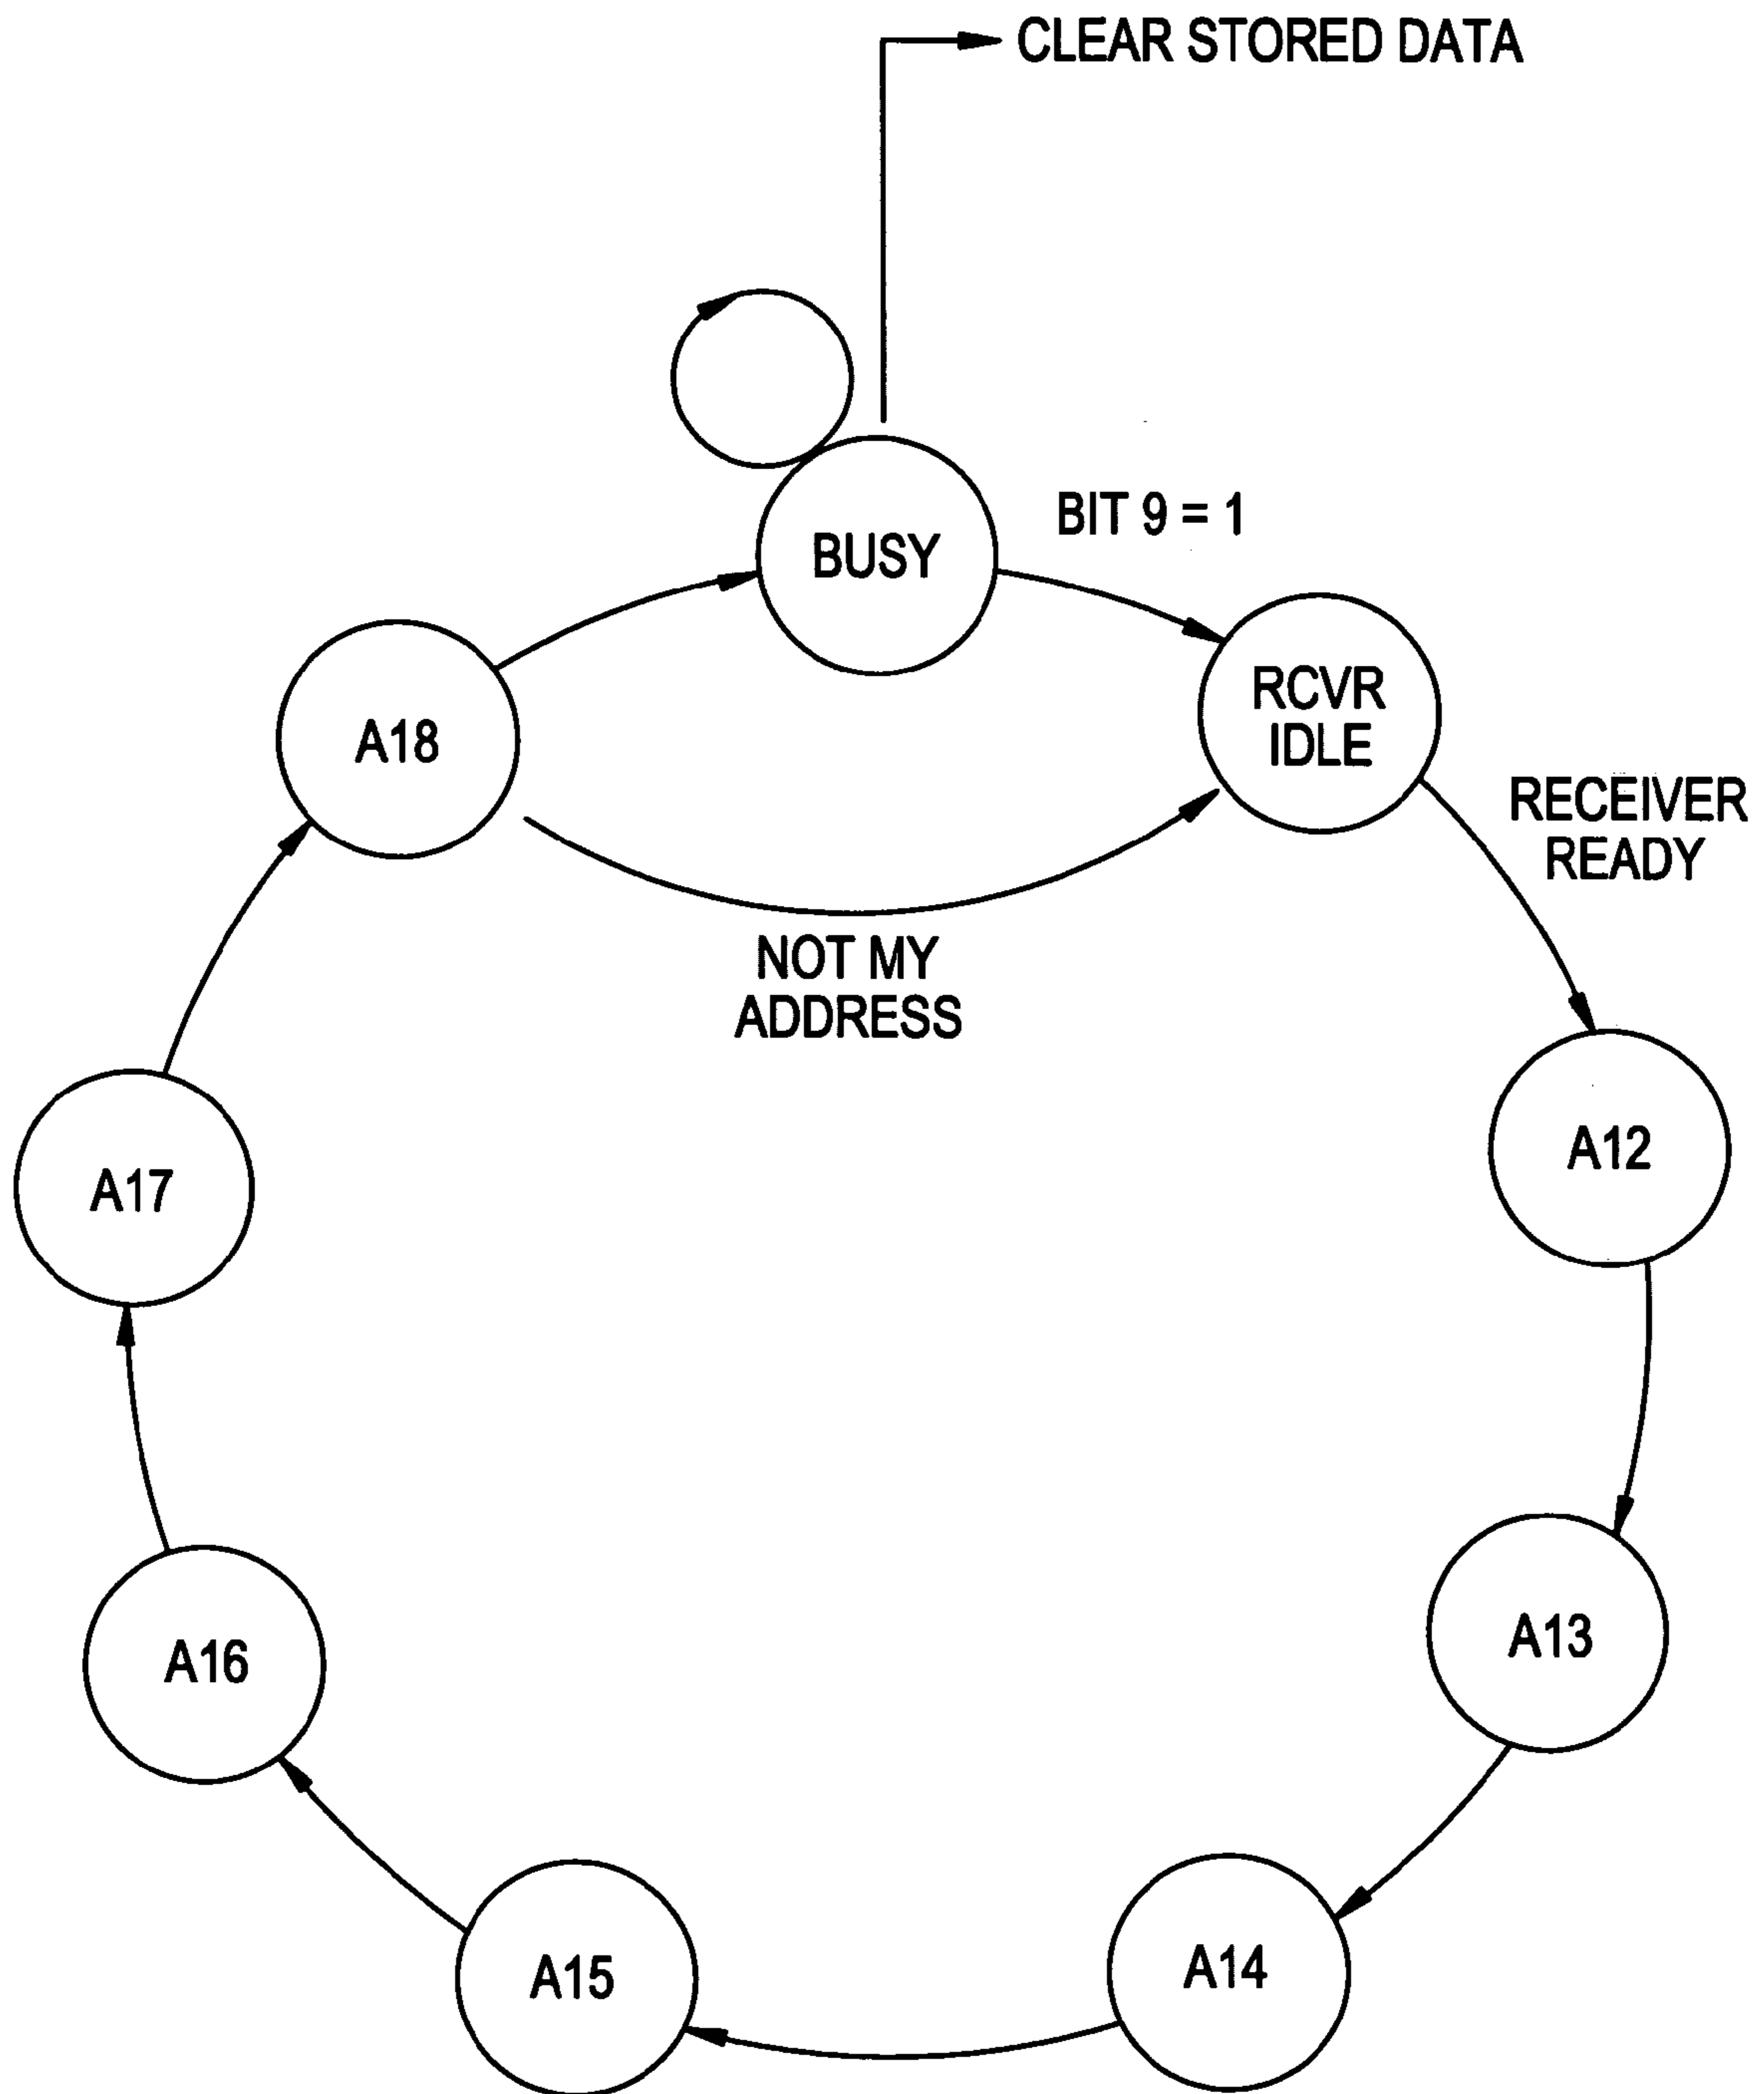 CLEAR STORED DATA
BIT 9 = 1
BUSY
RCVR
IDLE
A18
RECEIVER
READY
NOT MY
ADDRESS
A12
A17
A13
A16
A14
A15